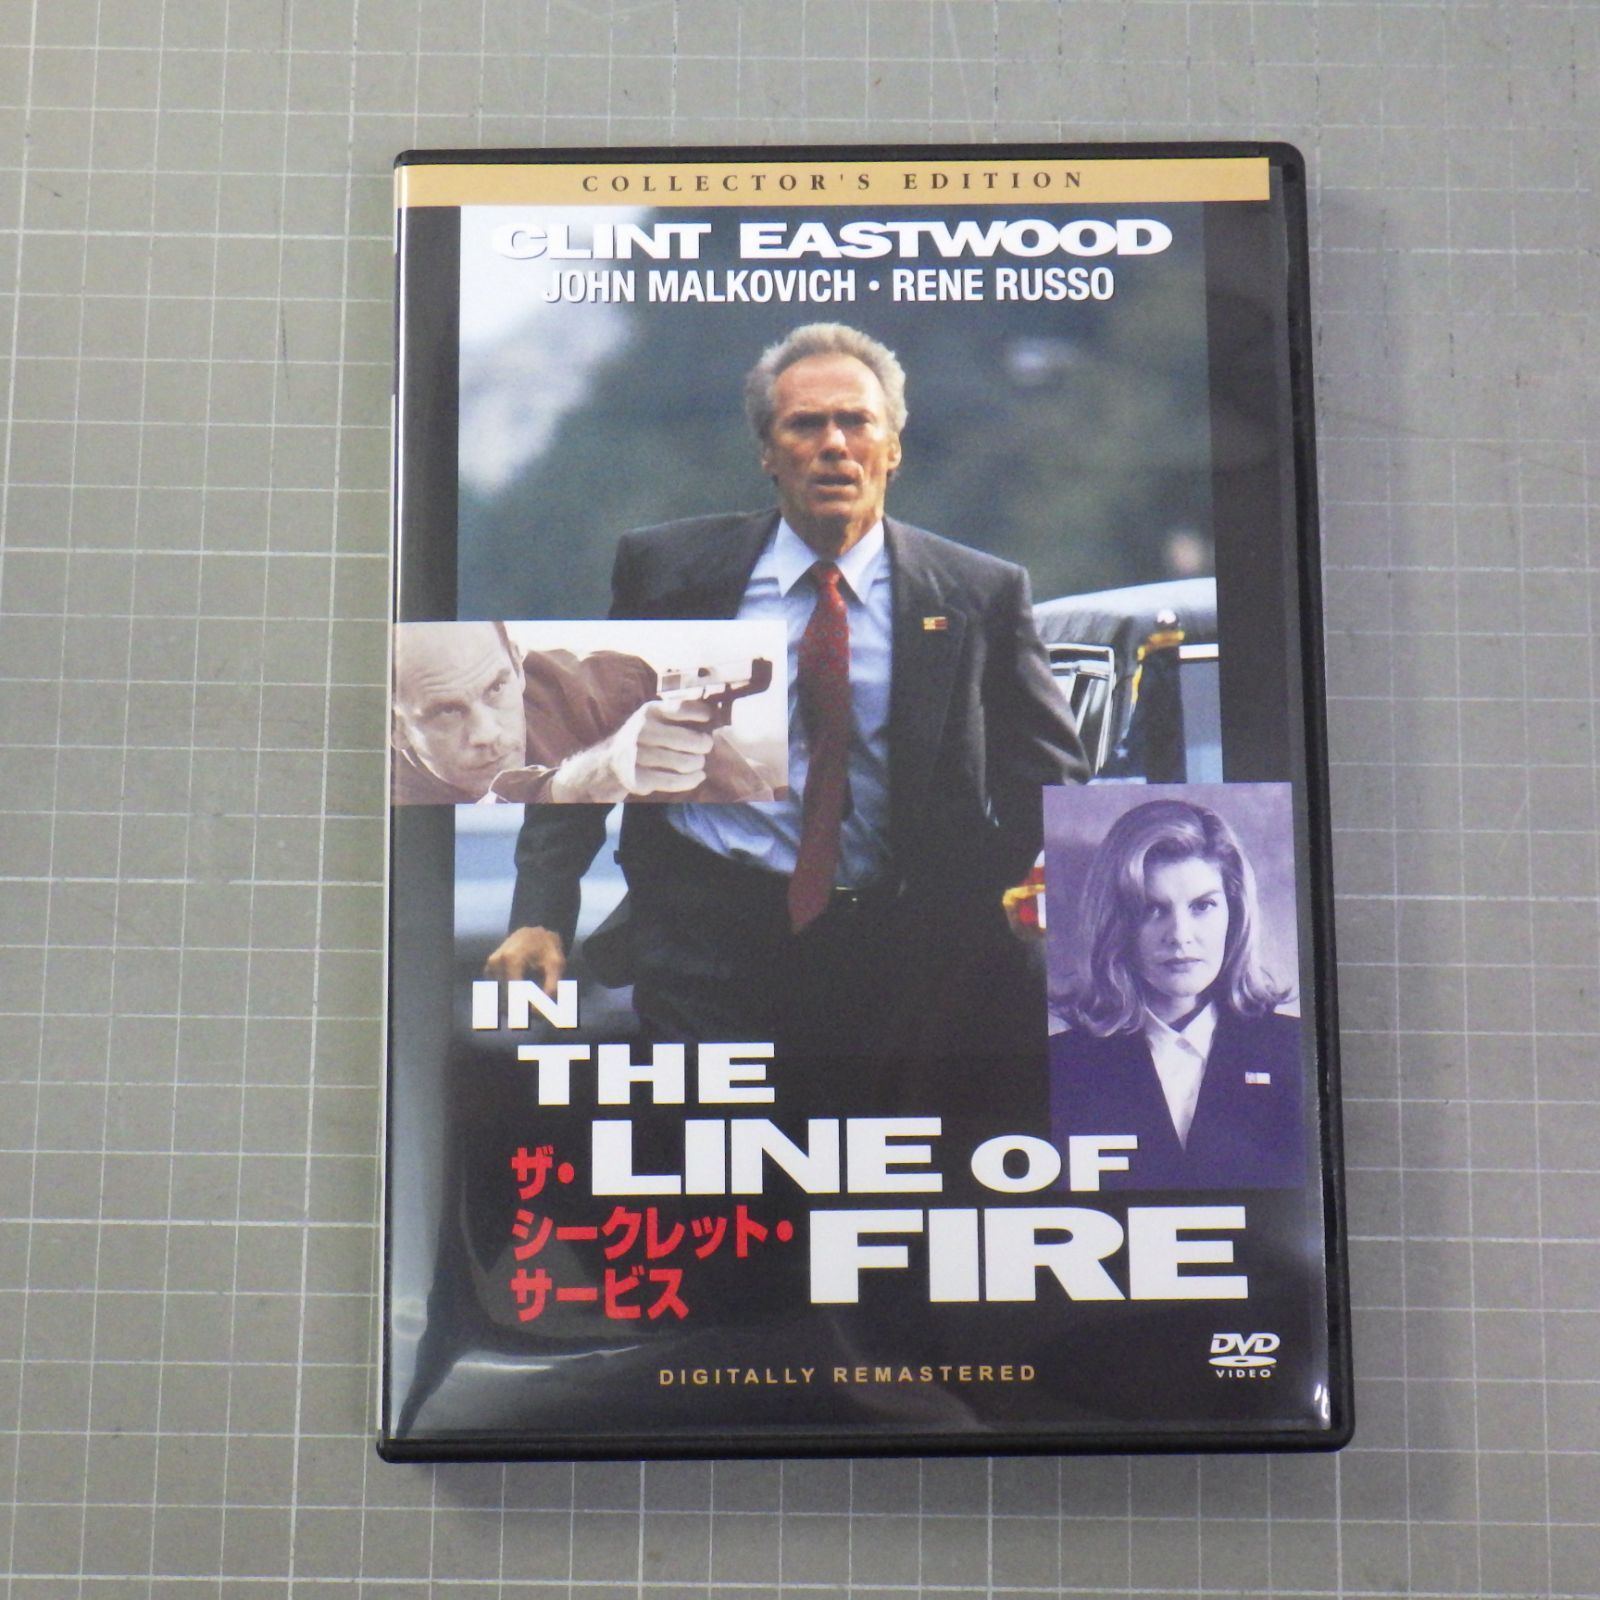 COLLECTOR'S EDITION
CLINT EASTWOOD
JOHN MALKOVICH • RENE RUSSO
IN
THE
LINE OF
FIRE
ザ・
シークレット・
サービス
DVD
VIDEO
DIGITALLY REMASTERED